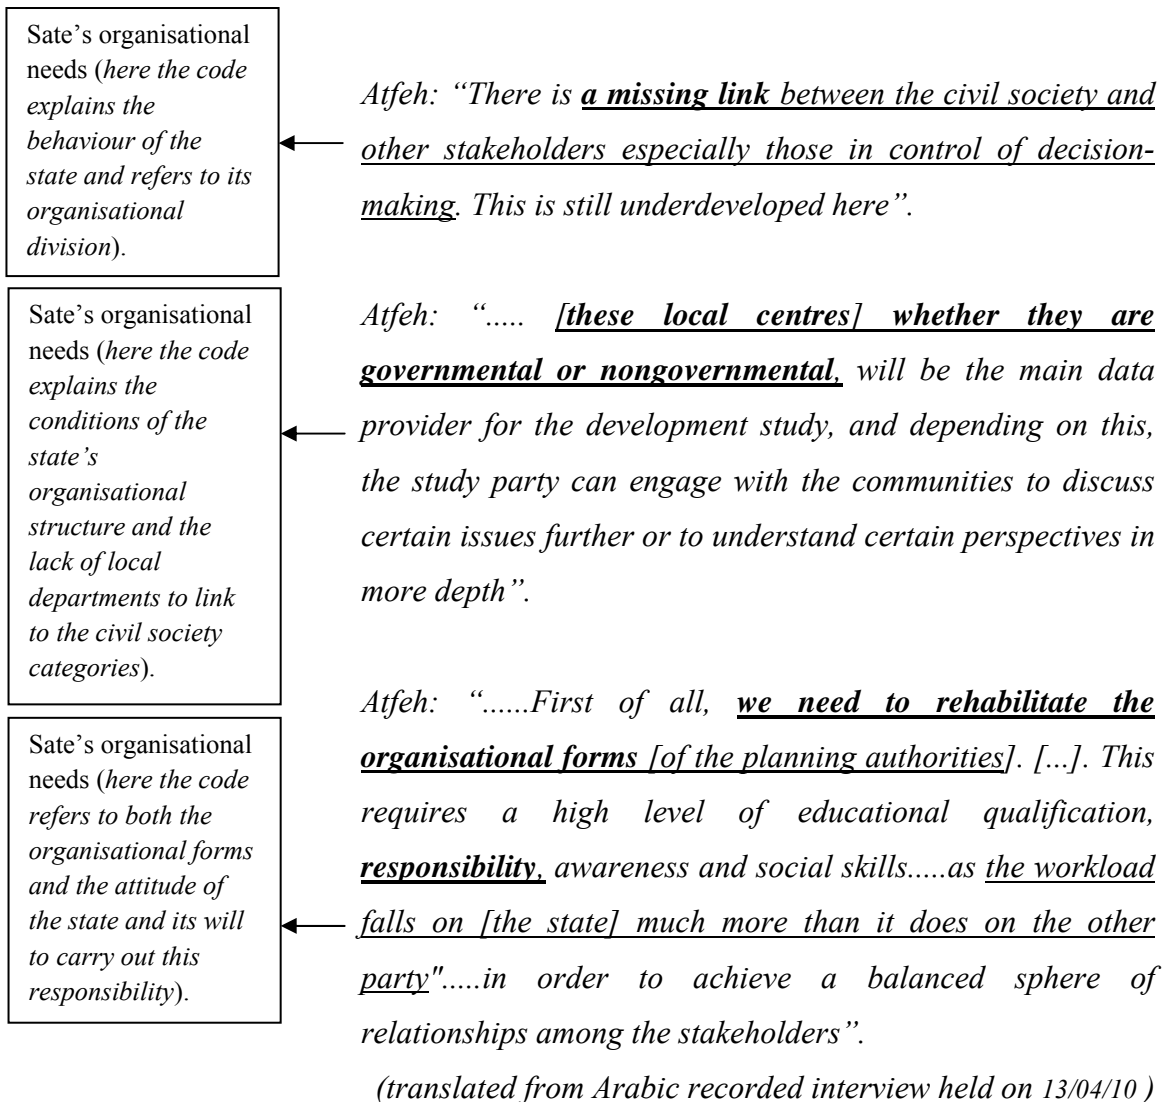 Sate’s organisational
needs (here the code
explains the
behaviour of the
state and refers to its
organisational
division).
Atfeh: “There is a missing link between the civil society and
other stakeholders especially those in control of decision-
making. This is still underdeveloped here”.
Sate’s organisational
needs (here the code
explains the
conditions of the
state’s
organisational
structure and the
lack of local
departments to link
to the civil society
categories).
Atfeh: “..... [these local centres] whether they are
governmental or nongovernmental, will be the main data
provider for the development study, and depending on this,
the study party can engage with the communities to discuss
certain issues further or to understand certain perspectives in
more depth”.
Sate’s organisational
needs (here the code
refers to both the
organisational forms
and the attitude of
the state and its will
to carry out this
responsibility).
Atfeh: “......First of all, we need to rehabilitate the
organisational forms [of the planning authorities]. [...]. This
requires a high level of educational qualification,
responsibility, awareness and social skills.....as the workload
falls on [the state] much more than it does on the other
party".....in order to achieve a balanced sphere of
relationships among the stakeholders”.
(translated from Arabic recorded interview held on 13/04/10 )